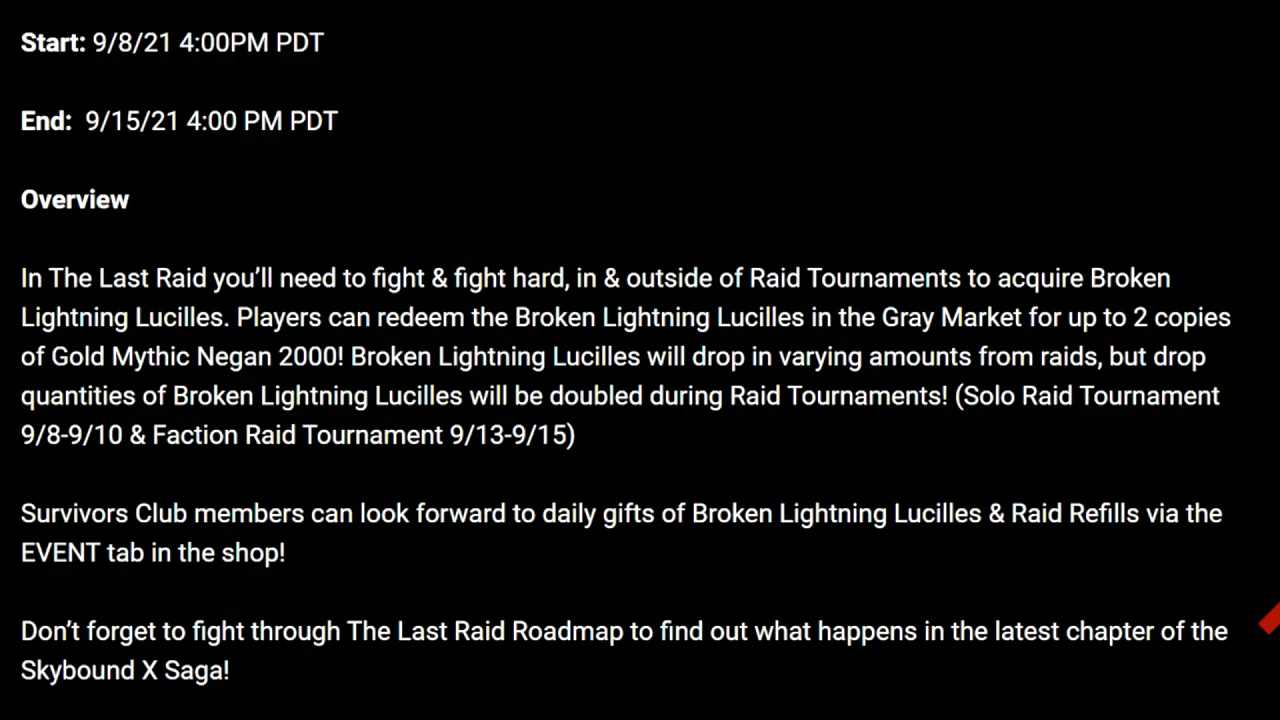 Start: 9/8/21 4:00PM PDT
End: 9/15/21 4:00 PM PDT
Overview
In The Last Raid you’ll need to fight & fight hard, in & outside of Raid Tournaments to acquire Broken
Lightning Lucilles. Players can redeem the Broken Lightning Lucilles in the Gray Market for up to 2 copies
of Gold Mythic Negan 2000! Broken Lightning Lucilles will drop in varying amounts from raids, but drop
quantities of Broken Lightning Lucilles will be doubled during Raid Tournaments! (Solo Raid Tournament
9/8-9/10 & Faction Raid Tournament 9/13-9/15)
Survivors Club members can look forward to daily gifts of Broken Lightning Lucilles & Raid Refills via the
EVENT tab in the shop!
Don’t forget to fight through The Last Raid Roadmap to find out what happens in the latest chapter of the
Skybound X Saga!